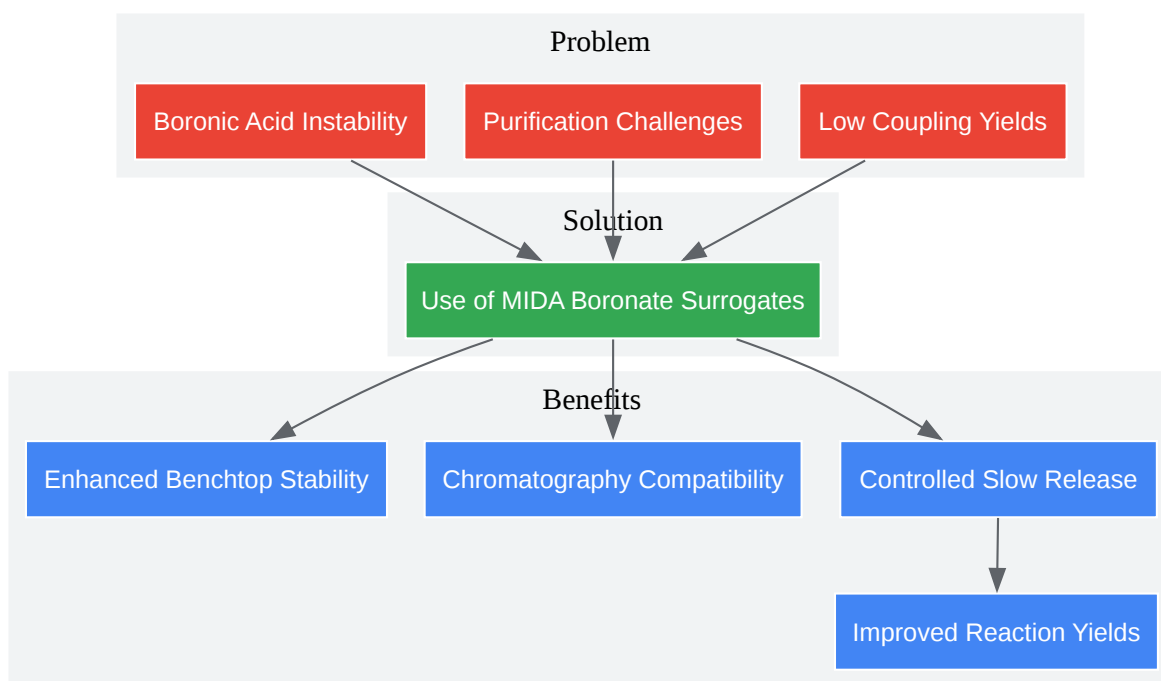 Problem
Boronic Acid Instability
Purification Challenges
Low Coupling Yields
Solution
Use of MIDA Boronate Surrogates
Benefits
Enhanced Benchtop Stability
Chromatography Compatibility
Controlled Slow Release
Improved Reaction Yields